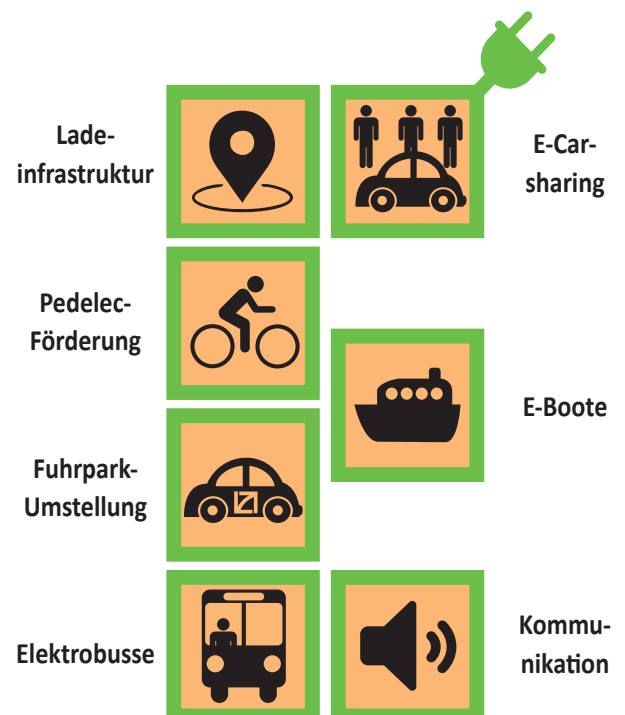 Lade-
infrastruktur
E-Car-
sharing
Pedelec-
Förderung
E-Boote
Fuhrpark-
Umstellung
Elektrobusse
Kommu-
nikation